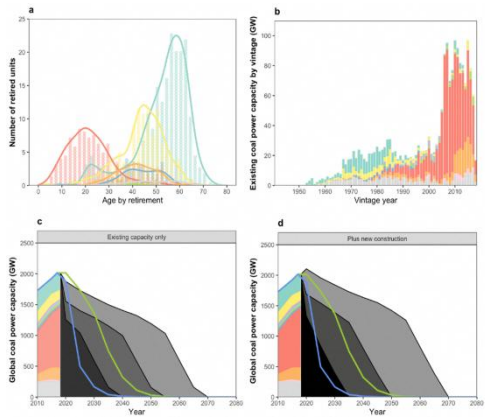 a
Number of retired units
25
20
15
10
5
0
0 10 20 30 40 50 60 70 80
Age by retirement
b
Existing coal power capacity by vintage (GW)
100
80
60
40
20
0
1950 1960 1970 1980 1990 2000 2010
Vintage year
c
Existing capacity only
Global coal power capacity (GW)
2500
2000
1500
1000
500
0
2010 2020 2030 2040 2050 2060 2070 2080
Year
d
Plus new construction
Global coal power capacity (GW)
2500
2000
1500
1000
500
0
2010 2020 2030 2040 2050 2060 2070 2080
Year